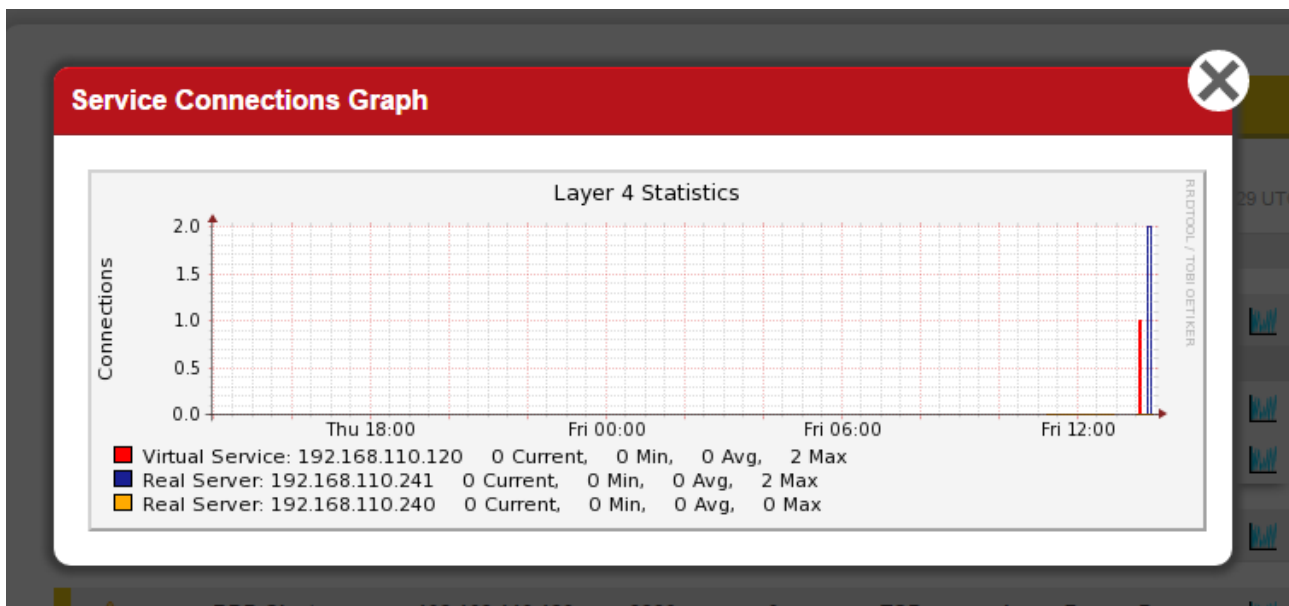 Service Connections Graph
29 UT
Layer 4 Statistics
RRDTOOL / TOBI OETIKER
Connections
2.0
1.5
1.0
0.5
0.0
Thu 18:00 Fri 00:00 Fri 06:00 Fri 12:00
Virtual Service: 192.168.110.120 0 Current, 0 Min, 0 Avg, 2 Max
Real Server: 192.168.110.241 0 Current, 0 Min, 0 Avg, 2 Max
Real Server: 192.168.110.240 0 Current, 0 Min, 0 Avg, 0 Max